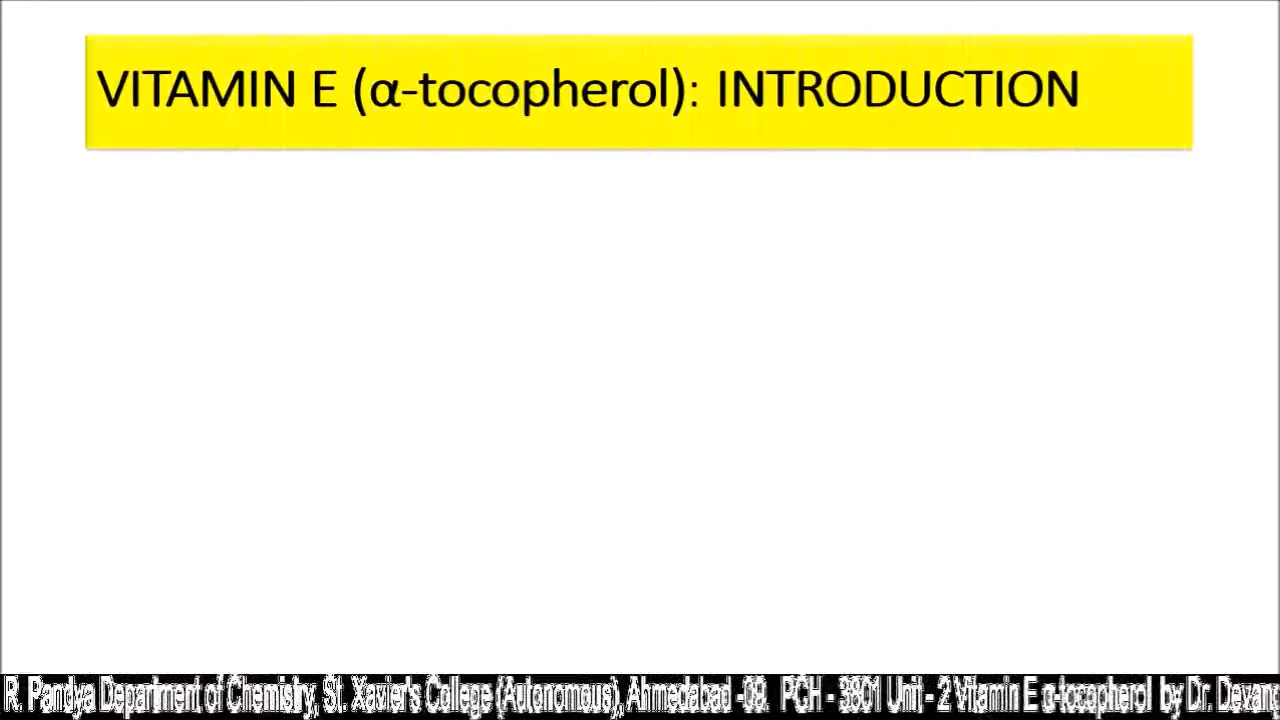 VITAMIN E (α-tocopherol): INTRODUCTION
R. Pandya Department of Chemistry, St. Xavier's College (Autonomous), Ahmedabad -09. PCH - 3801 Unit - 2 Vitamin E α-tocopherol by Dr. Devang